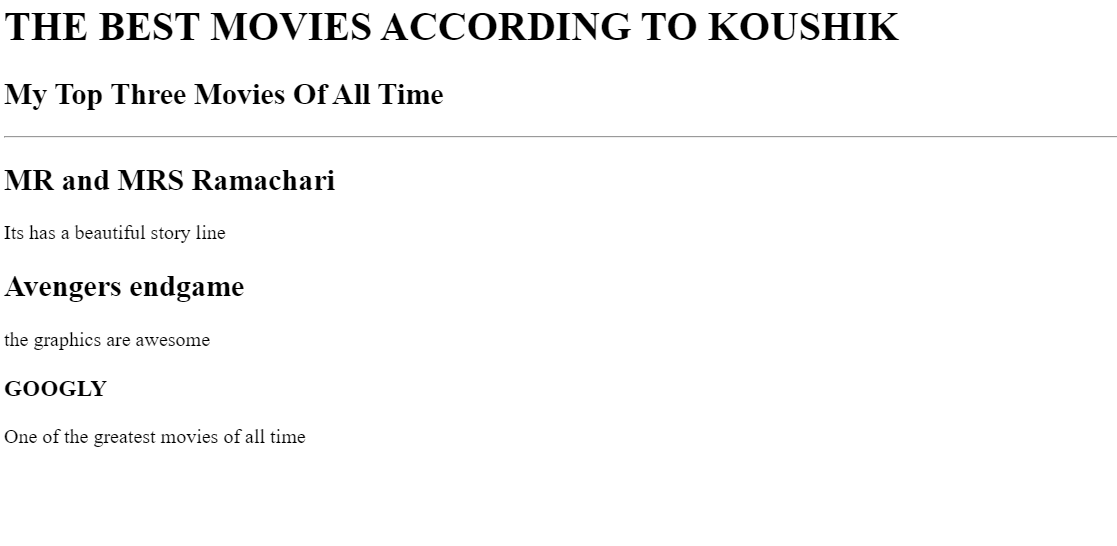 THE BEST MOVIES ACCORDING TO KOUSHIK
My Top Three Movies Of All Time
MR and MRS Ramachari
Its has a beautiful story line
Avengers endgame
the graphics are awesome
GOOGLY
One of the greatest movies of all time